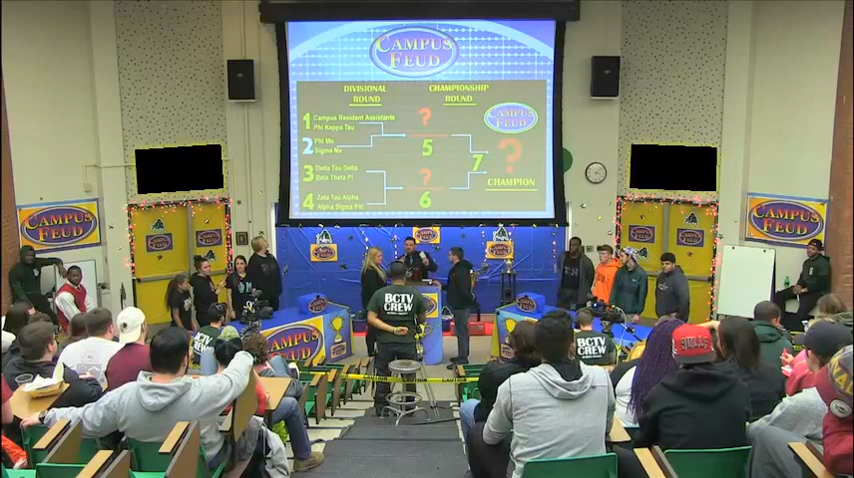 CAMPUS
FEUD
DIVISIONAL
ROUND
CHAMPIONSHIP
ROUND
1 Campus Resident Assistants
Phi Kappa Tau
2 Phi Mu
Sigma Nu
3 Delta Tau Delta
Beta Theta Pi
4 Zeta Tau Alpha
Alpha Sigma Phi
?
5
?
6
7
CAMPUS
FEUD
?
CHAMPION
CAMPUS
FEUD
CAMPUS
FEUD
CAMPUS
FEUD
BCTV
CREW
FEUD
BCTV
CREW
BULLS